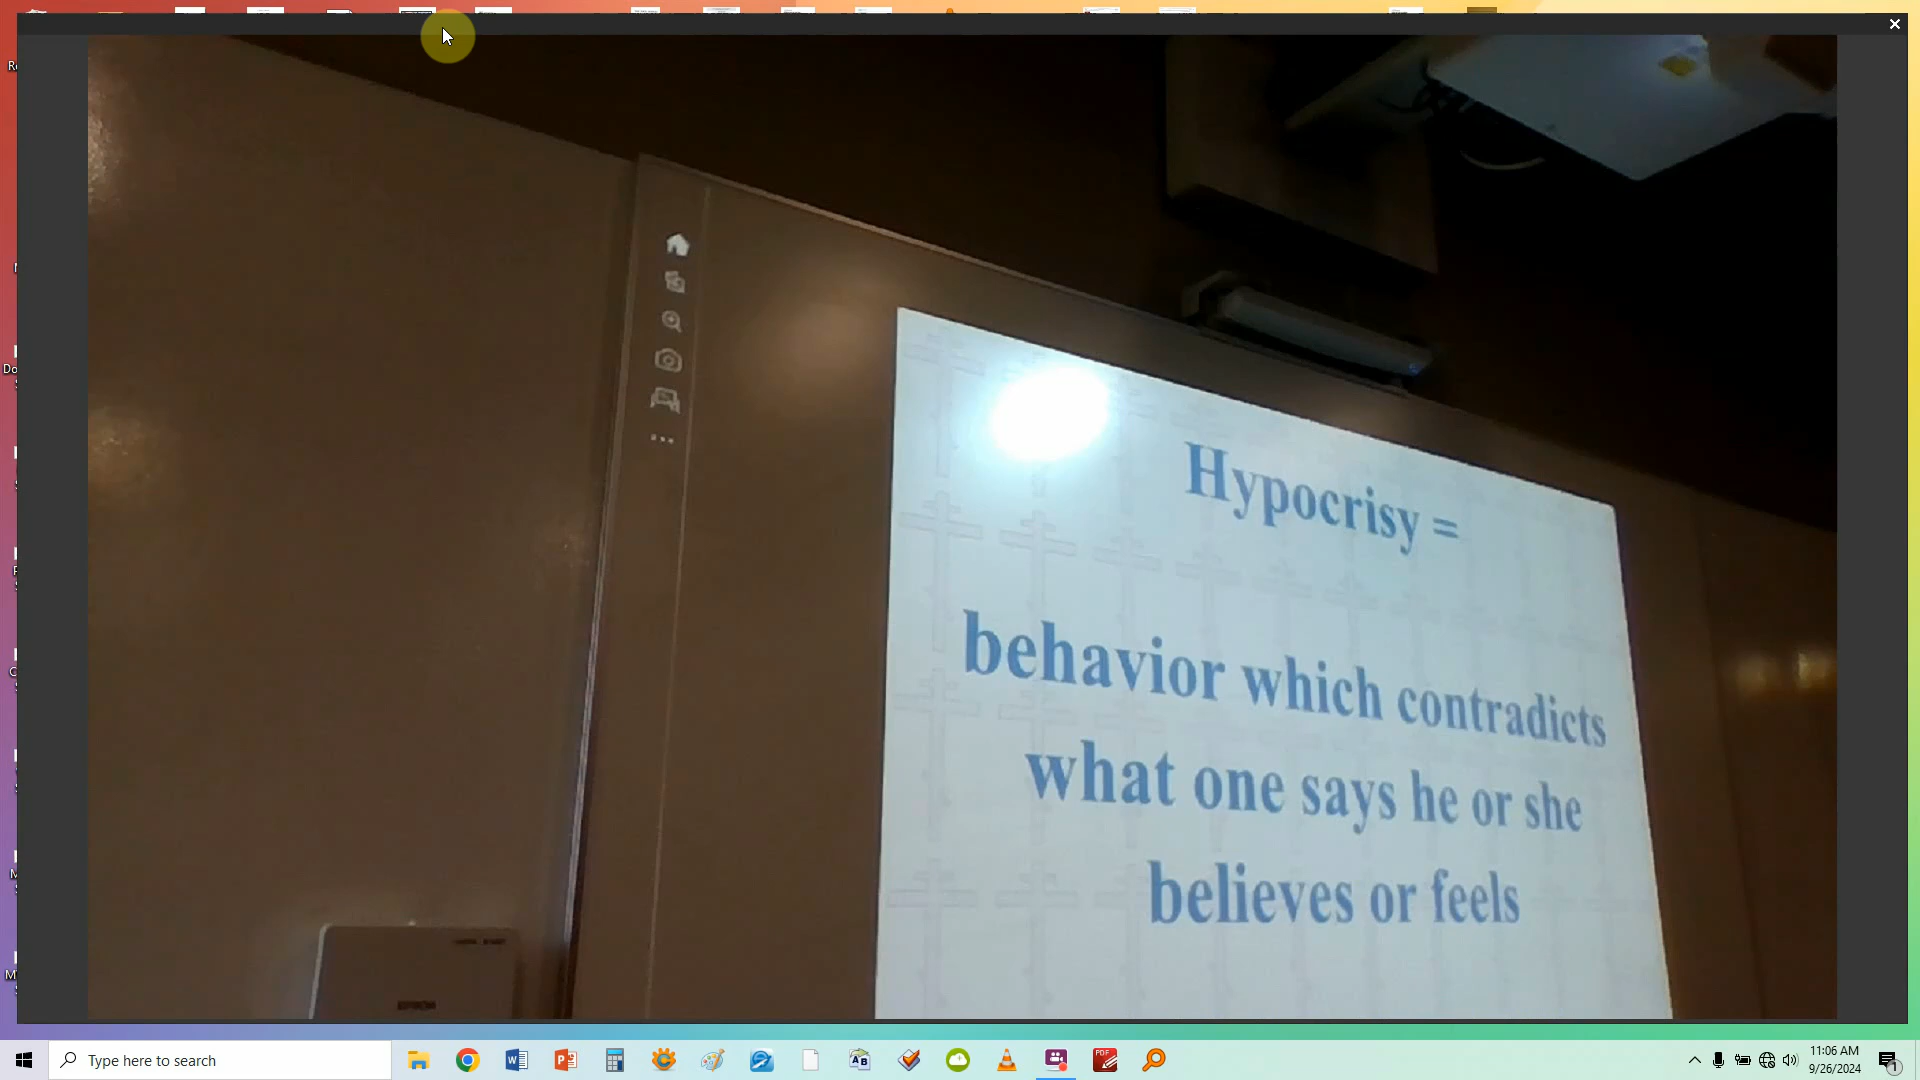 Hypocrisy =
behavior which contradicts
what one says he or she
believes or feels
EPSON
Type here to search
11:06 AM
9/26/2024